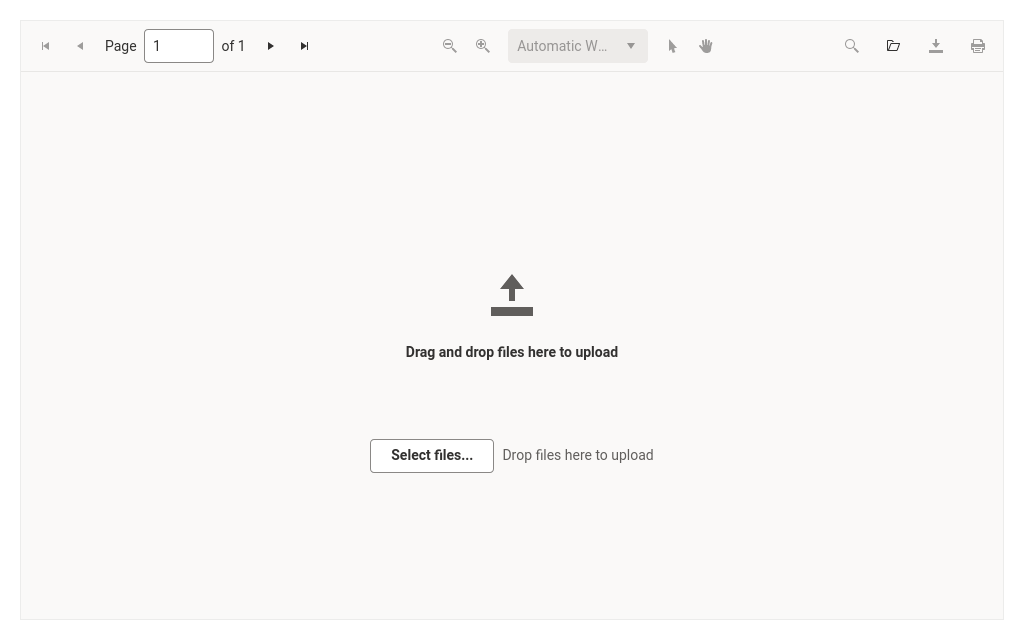 Page 1 of 1 Automatic W...
Drag and drop files here to upload
Select files... Drop files here to upload